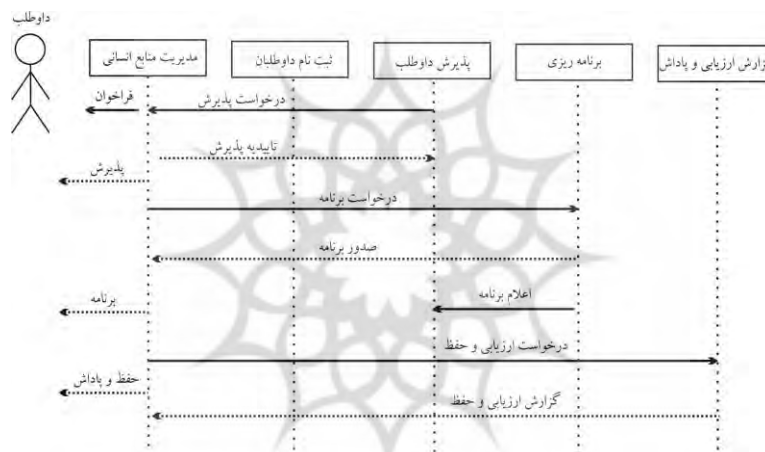 داوطلب
مدیریت منابع انسانی
ثبت نام داوطلبان
پذیرش داوطلب
برنامه ریزی
گزارش ارزیابی و پاداش
فراخوان
درخواست پذیرش
تاییدیه پذیرش
پذیرش
درخواست برنامه
صدور برنامه
اعلام برنامه
برنامه
درخواست ارزیابی و حفظ
حفظ و پاداش
گزارش ارزیابی و حفظ